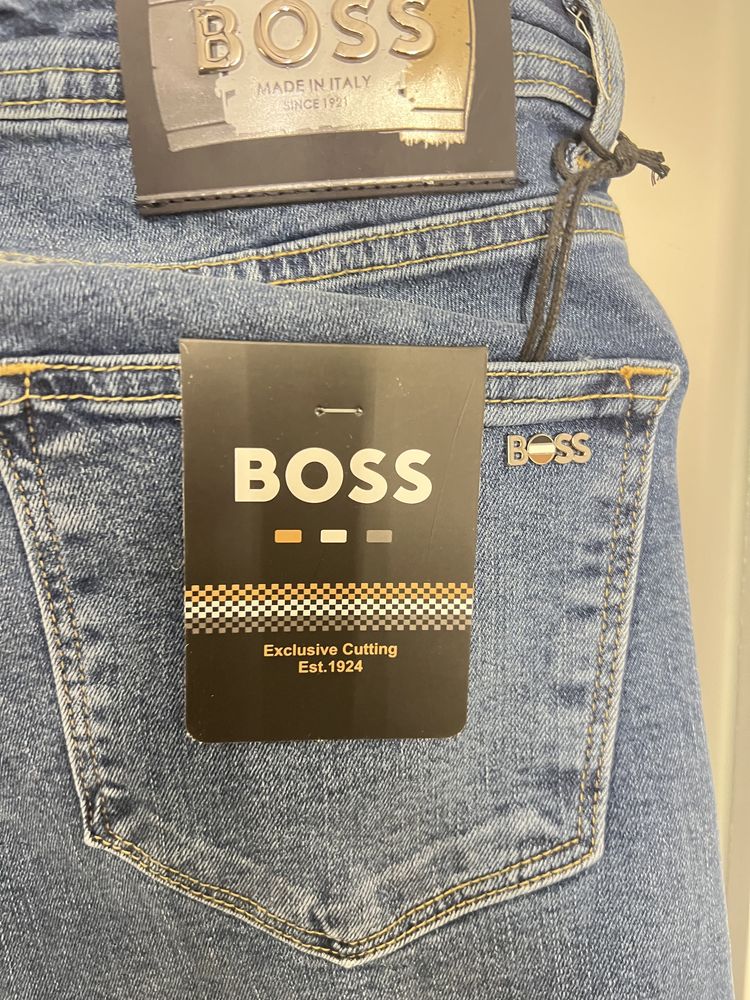 BOSS
MADE IN ITALY
SINCE 1921
BOSS
BOSS
Exclusive Cutting
Est.1924